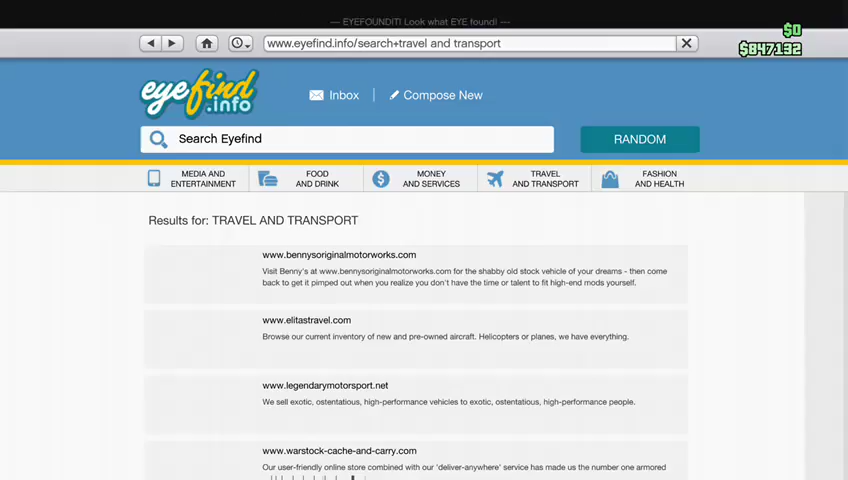 — EYEFOUNDIT! Look what EYE found! —
$0
$847132
www.eyefind.info/search+travel and transport
eyefind
.info
Inbox
Compose New
Search Eyefind
RANDOM
MEDIA AND
ENTERTAINMENT
FOOD
AND DRINK
MONEY
AND SERVICES
TRAVEL
AND TRANSPORT
FASHION
AND HEALTH
Results for: TRAVEL AND TRANSPORT
www.bennysoriginalmotorworks.com
Visit Benny's at www.bennysoriginalmotorworks.com for the shabby old stock vehicle of your dreams - then come
back to get it pimped out when you realize you don't have the time or talent to fit high-end mods yourself.
www.elitastravel.com
Browse our current inventory of new and pre-owned aircraft. Helicopters or planes, we have everything.
www.legendarymotorsport.net
We sell exotic, ostentatious, high-performance vehicles to exotic, ostentatious, high-performance people.
www.warstock-cache-and-carry.com
Our user-friendly online store combined with our 'deliver-anywhere' service has made us the number one armored